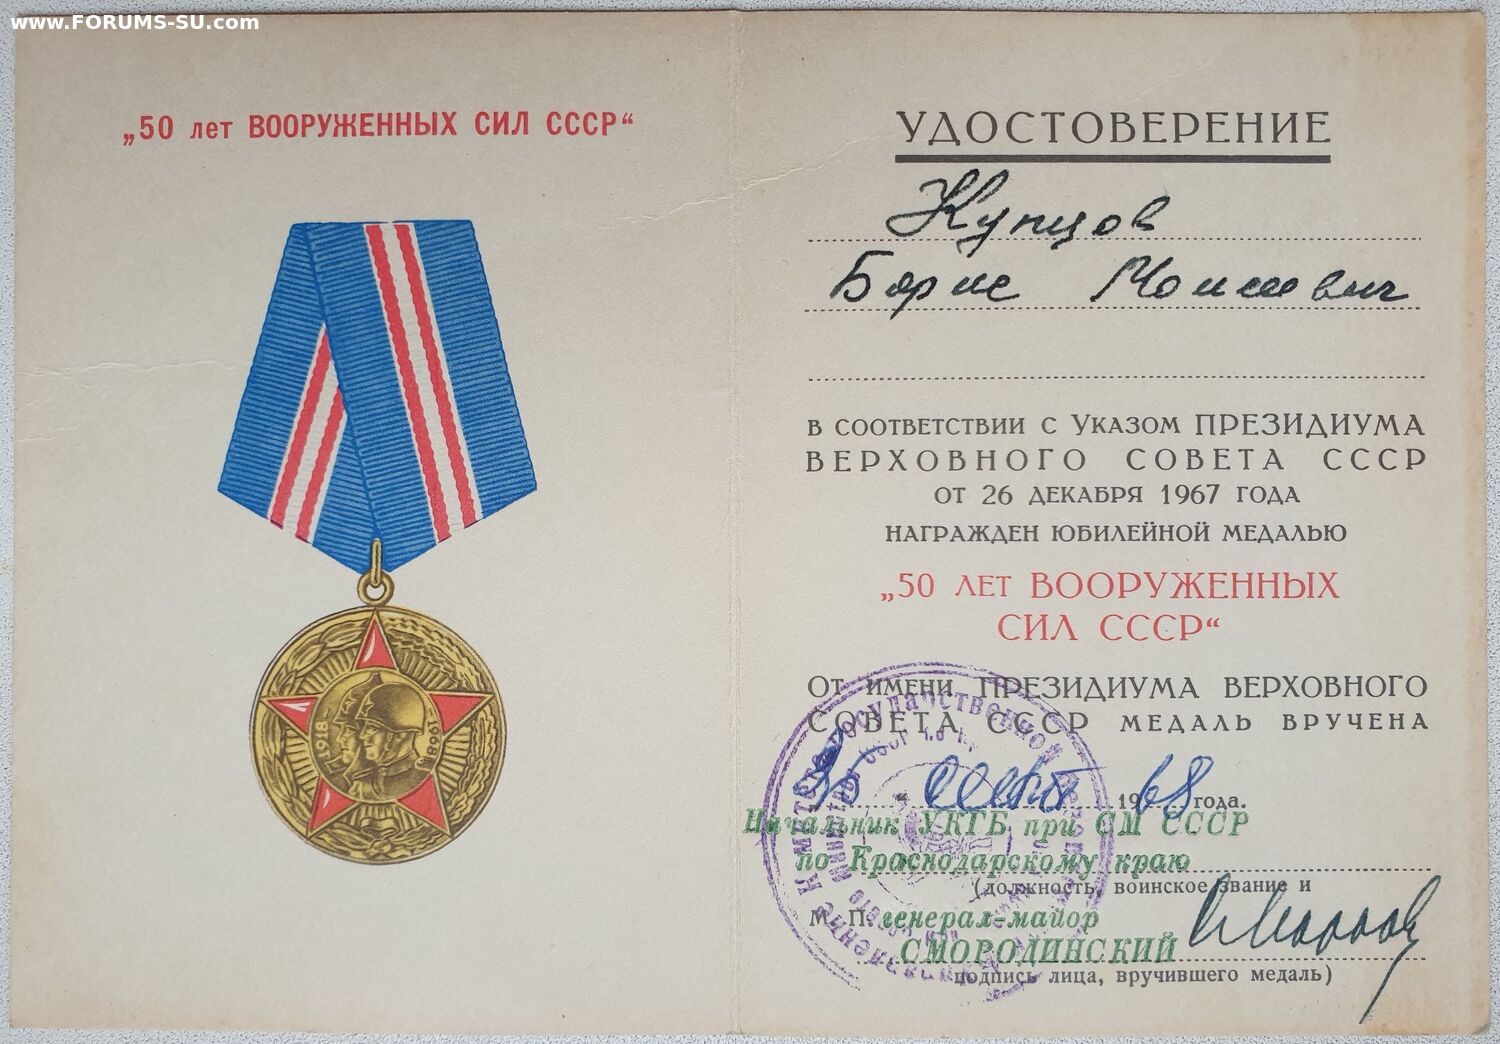 www.FORUMS-SU.com
„50 лет ВООРУЖЕННЫХ СИЛ СССР“
1918
1968г
УДОСТОВЕРЕНИЕ
Купцов
Борис Моисеевич
В СООТВЕТСТВИИ С УКАЗОМ ПРЕЗИДИУМА
ВЕРХОВНОГО СОВЕТА СССР
ОТ 26 ДЕКАБРЯ 1967 ГОДА
НАГРАЖДЕН ЮБИЛЕЙНОЙ МЕДАЛЬЮ
„50 ЛЕТ ВООРУЖЕННЫХ
СИЛ СССР“
ОТ ИМЕНИ ПРЕЗИДИУМА ВЕРХОВНОГО
СОВЕТА СССР МЕДАЛЬ ВРУЧЕНА
1968 года.
Начальник УКГБ при СМ СССР
по Краснодарскому краю
(должность, воинское звание и
М. П. генерал-майор
СМОРОДИНСКИЙ
подпись лица, вручившего медаль)